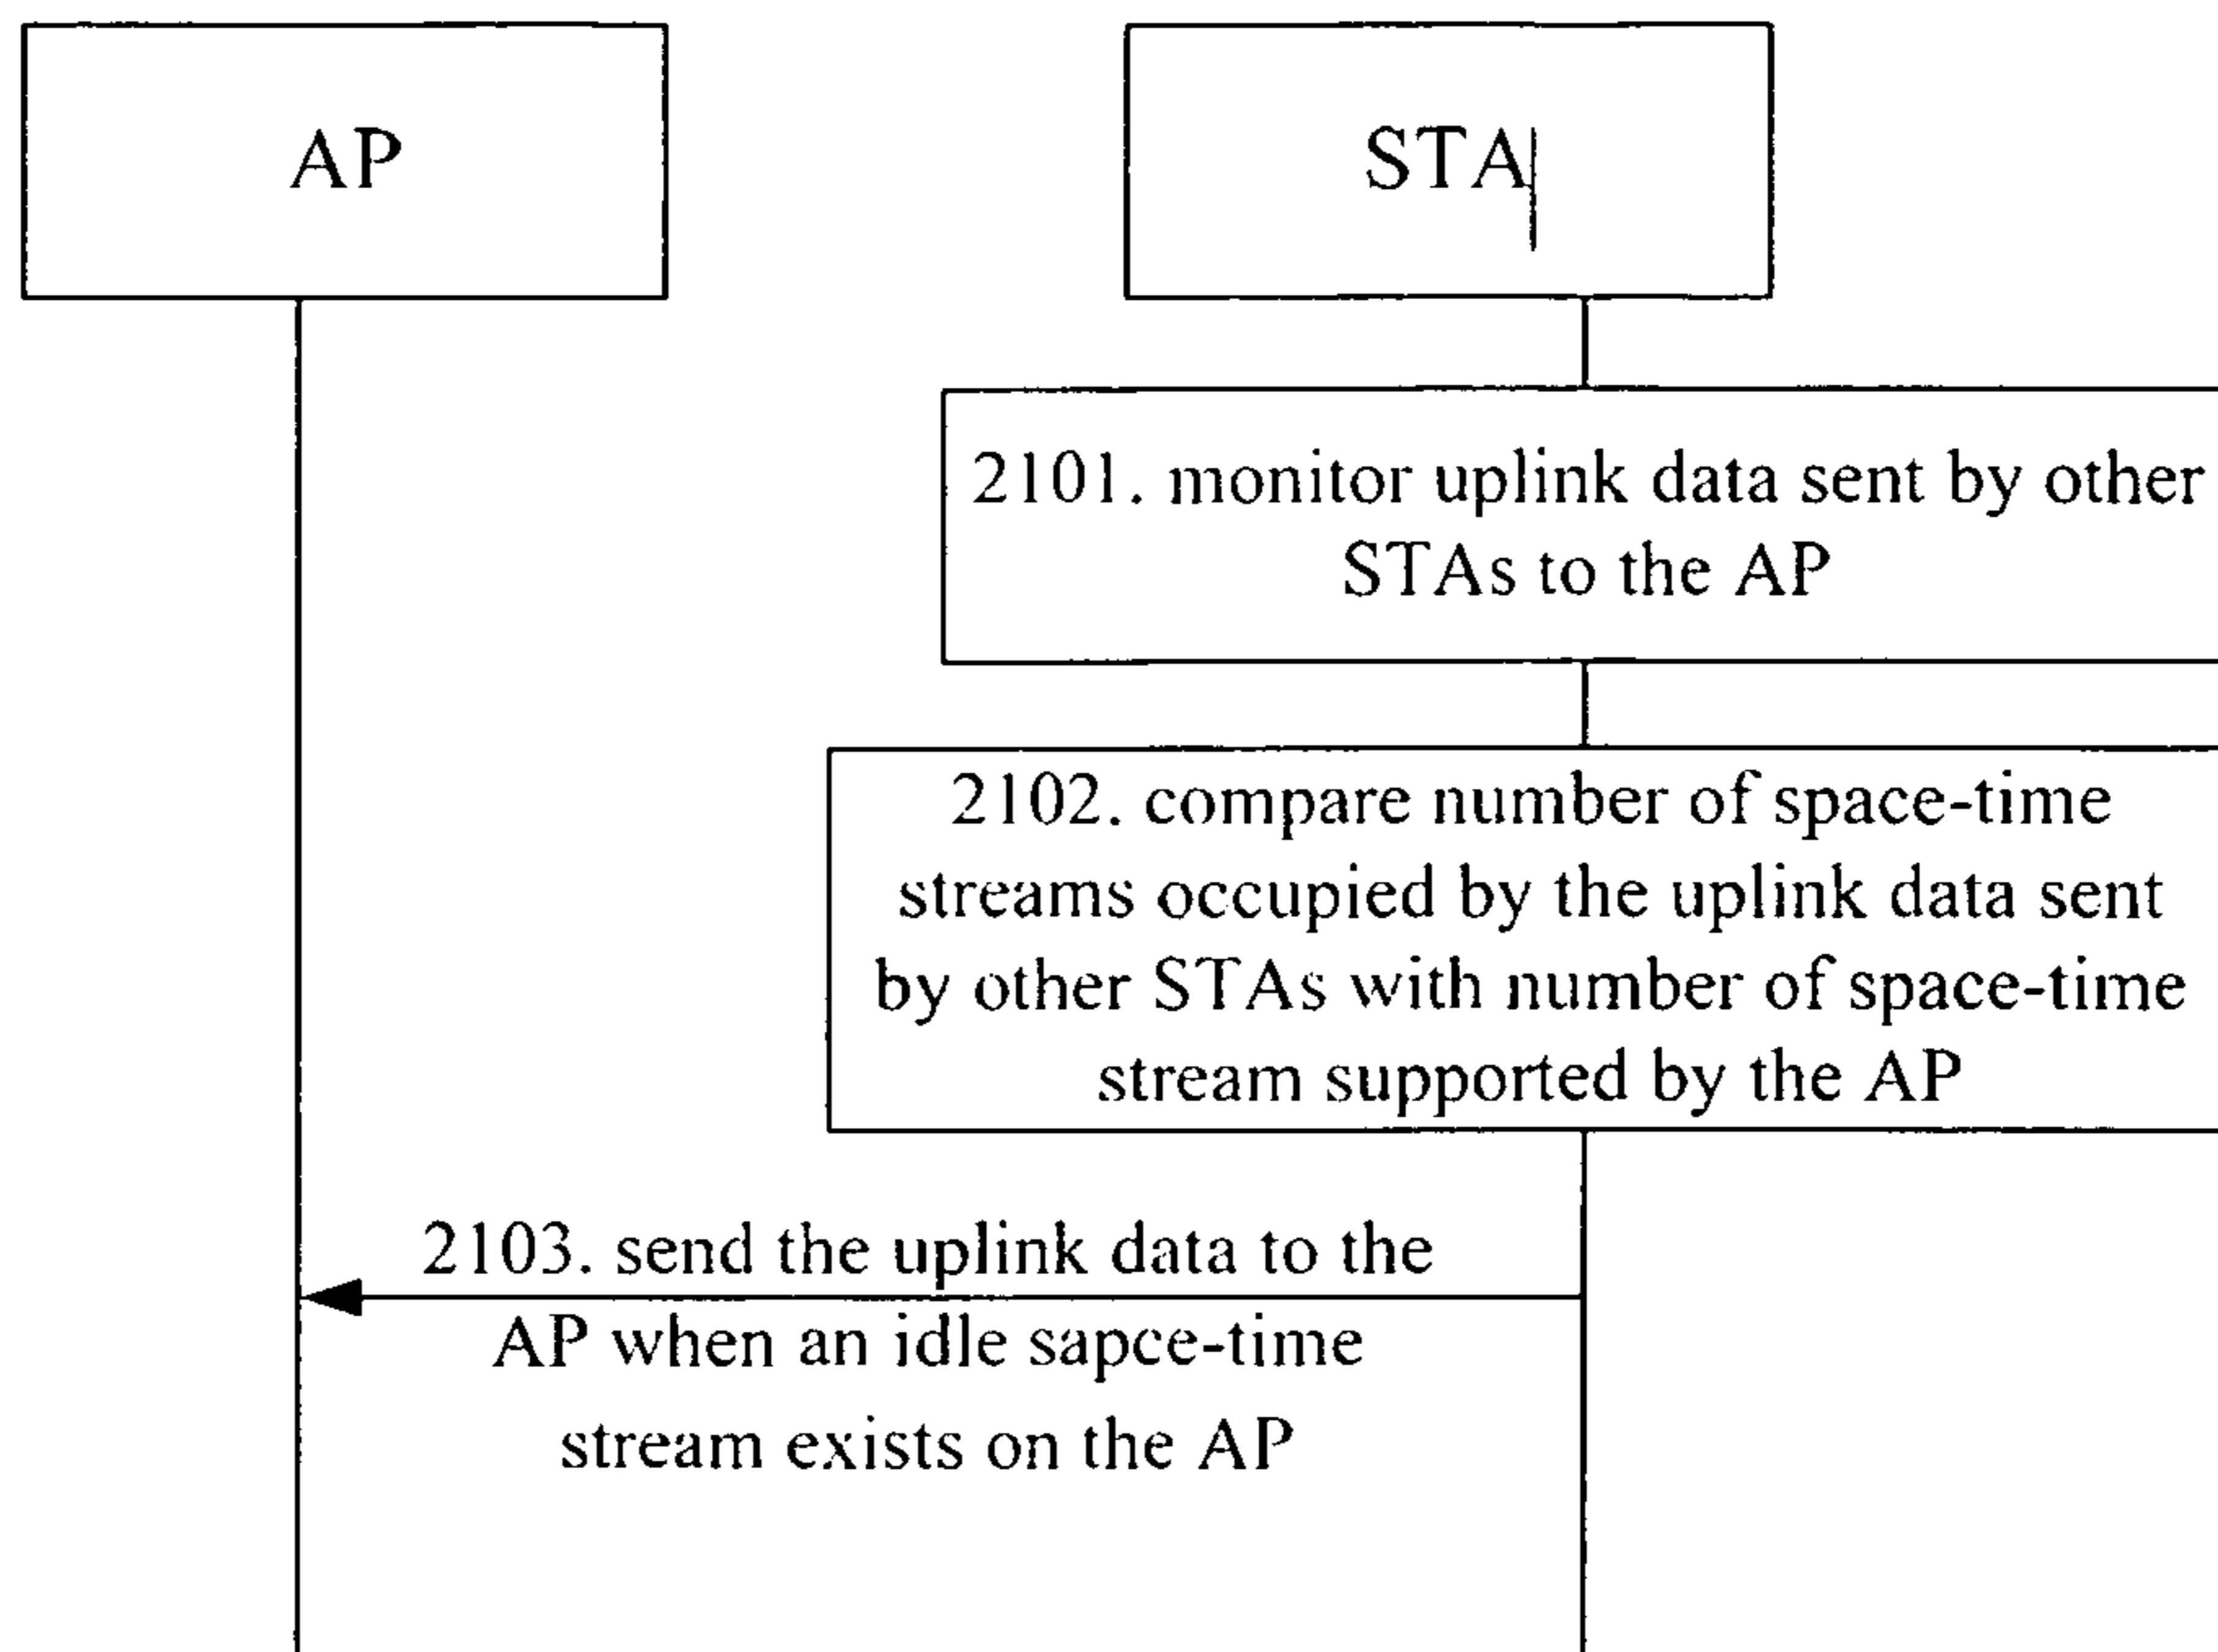 AP
STA
2101. monitor uplink data sent by other
STAs to the AP
2102. compare number of space-time
streams occupied by the uplink data sent
by other STAs with number of space-time
stream supported by the AP
2103. send the uplink data to the
AP when an idle sapce-time
stream exists on the AP